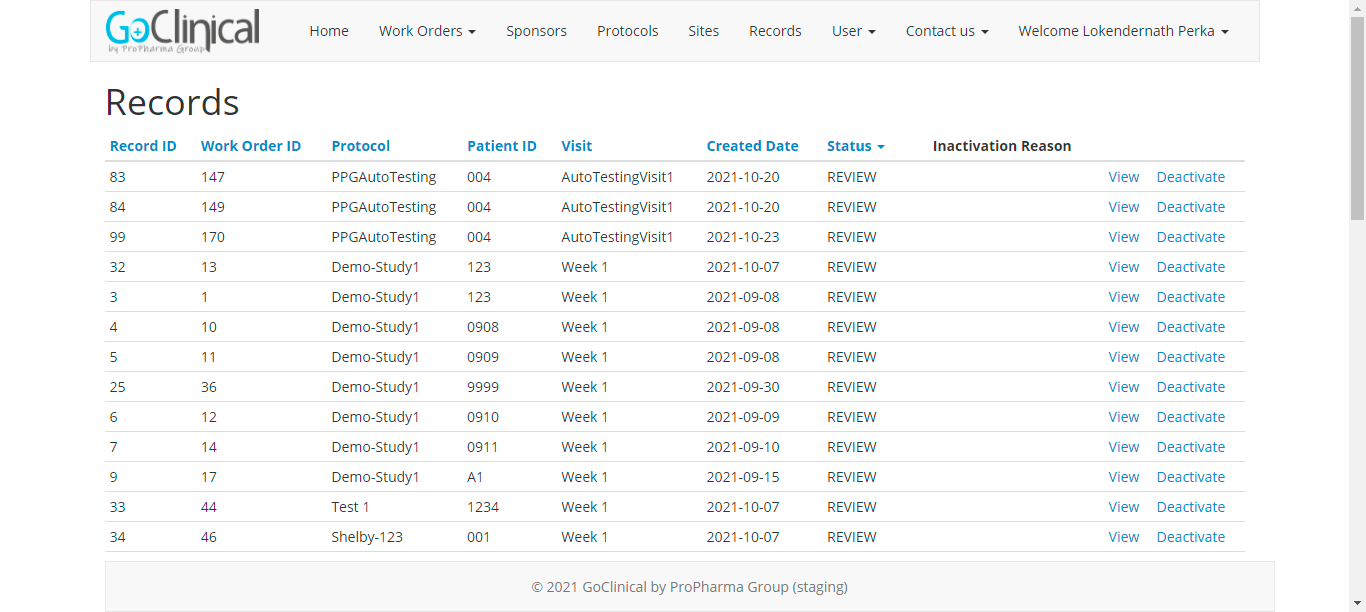 GoClinical
by ProPharma Group
Home Work Orders Sponsors Protocols Sites Records User Contact us Welcome Lokendernath Perka
Records
Record ID Work Order ID Protocol Patient ID Visit Created Date Status Inactivation Reason
83 147 PPGAutoTesting 004 AutoTestingVisit1 2021-10-20 REVIEW View Deactivate
84 149 PPGAutoTesting 004 AutoTestingVisit1 2021-10-20 REVIEW View Deactivate
99 170 PPGAutoTesting 004 AutoTestingVisit1 2021-10-23 REVIEW View Deactivate
32 13 Demo-Study1 123 Week 1 2021-10-07 REVIEW View Deactivate
3 1 Demo-Study1 123 Week 1 2021-09-08 REVIEW View Deactivate
4 10 Demo-Study1 0908 Week 1 2021-09-08 REVIEW View Deactivate
5 11 Demo-Study1 0909 Week 1 2021-09-08 REVIEW View Deactivate
25 36 Demo-Study1 9999 Week 1 2021-09-30 REVIEW View Deactivate
6 12 Demo-Study1 0910 Week 1 2021-09-09 REVIEW View Deactivate
7 14 Demo-Study1 0911 Week 1 2021-09-10 REVIEW View Deactivate
9 17 Demo-Study1 A1 Week 1 2021-09-15 REVIEW View Deactivate
33 44 Test 1 1234 Week 1 2021-10-07 REVIEW View Deactivate
34 46 Shelby-123 001 Week 1 2021-10-07 REVIEW View Deactivate
© 2021 GoClinical by ProPharma Group (staging)